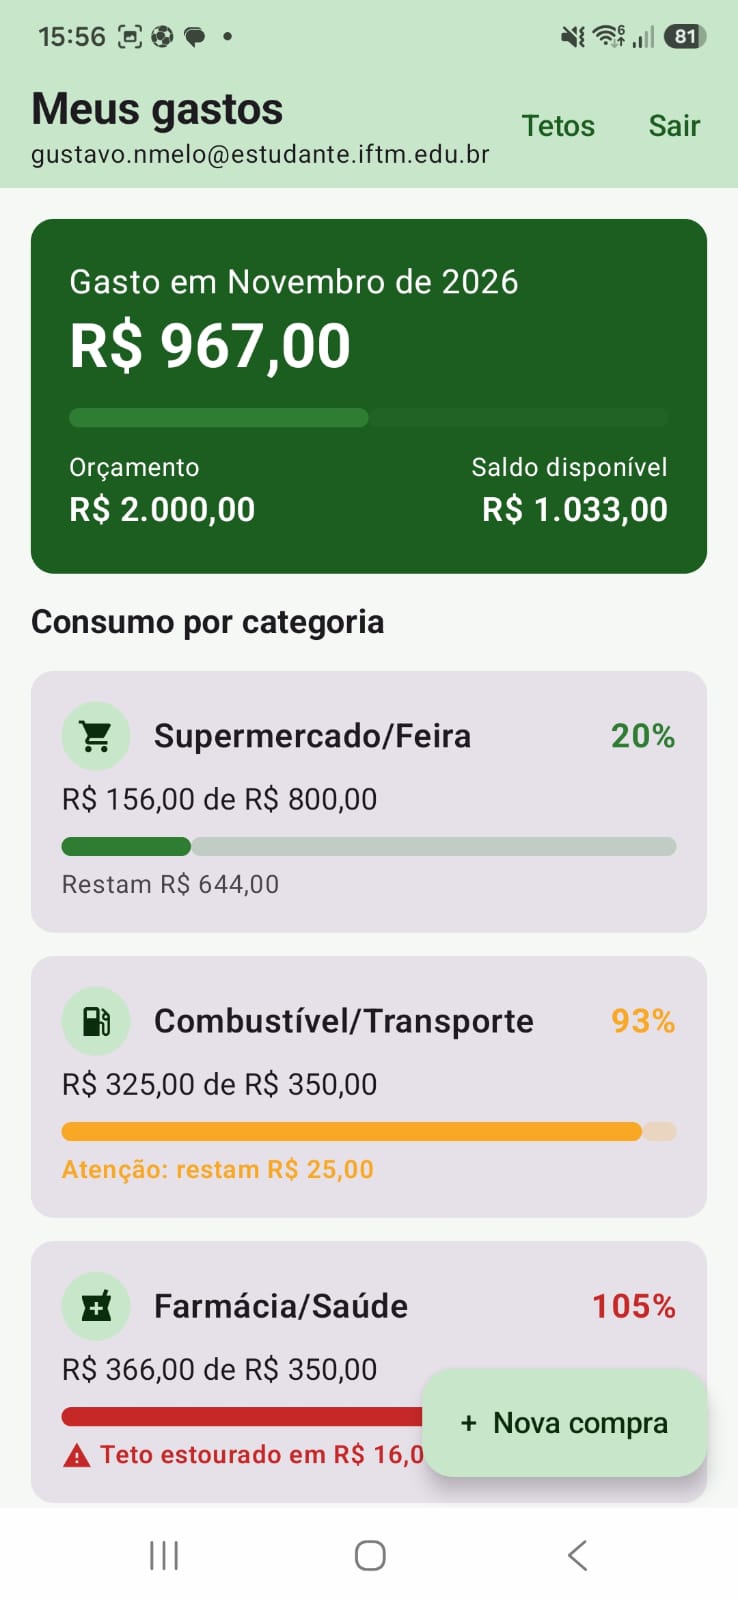 15:56
6
81
Meus gastos
gustavo.nmelo@estudante.iftm.edu.br
Tetos
Sair
Gasto em Novembro de 2026
R$ 967,00
Orçamento
Saldo disponível
R$ 2.000,00
R$ 1.033,00
Consumo por categoria
Supermercado/Feira
20%
R$ 156,00 de R$ 800,00
Restam R$ 644,00
Combustível/Transporte
93%
R$ 325,00 de R$ 350,00
Atenção: restam R$ 25,00
Farmácia/Saúde
105%
R$ 366,00 de R$ 350,00
Teto estourado em R$ 16,0
+ Nova compra